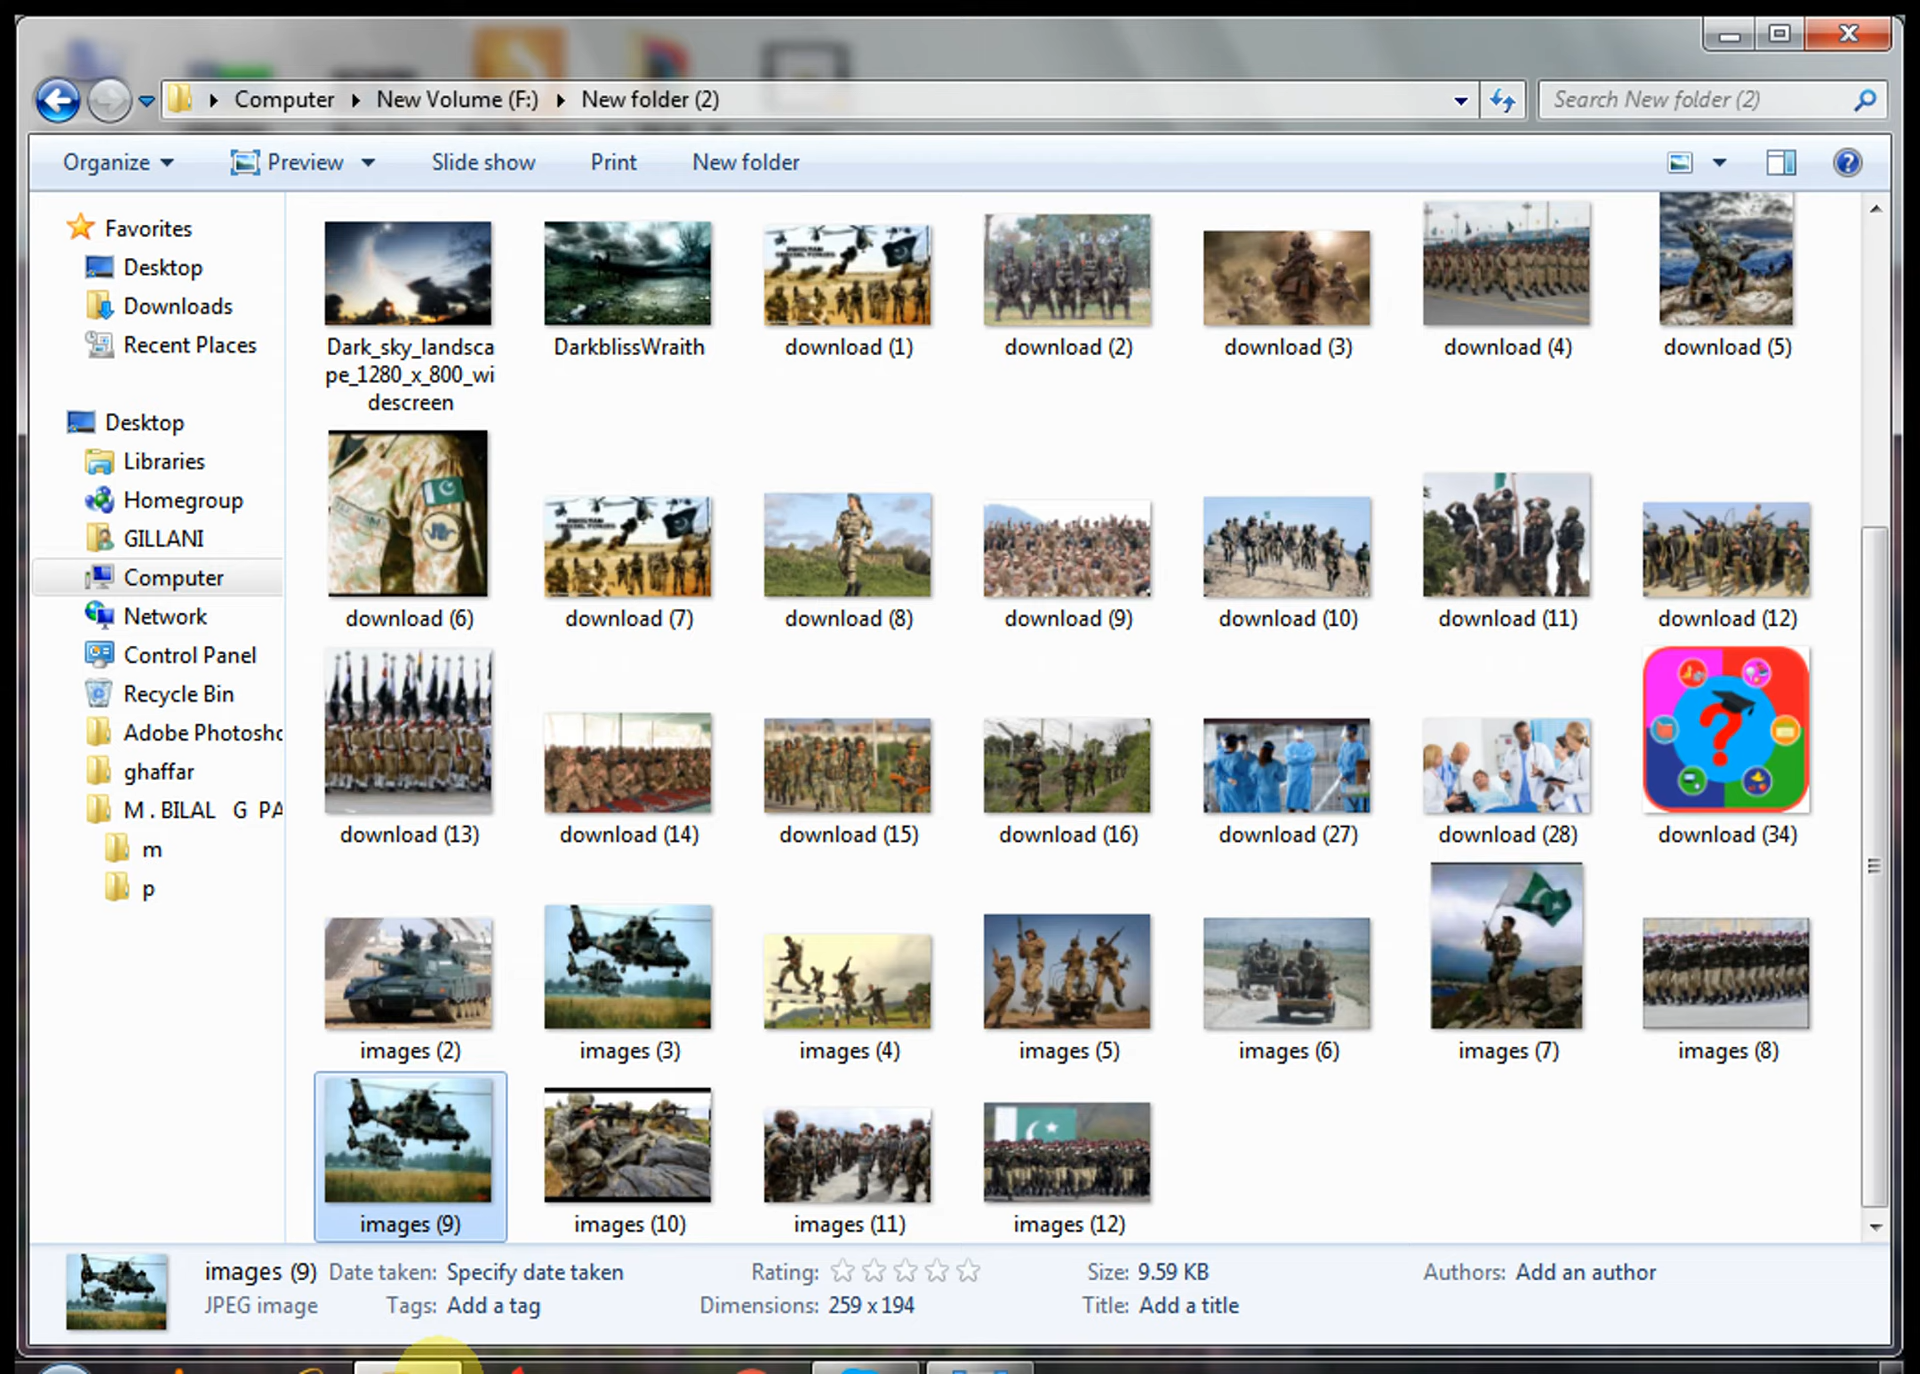 Computer New Volume (F:) New folder (2)
Search New folder (2)
Organize Preview Slide show Print New folder
Favorites
Desktop
Downloads
Recent Places
Desktop
Libraries
Homegroup
GILLANI
Computer
Network
Control Panel
Recycle Bin
Adobe Photosho
ghaffar
M . BILAL G PA
m
p
Dark_sky_landsca
pe_1280_x_800_wi
descreen
DarkblissWraith
download (1)
download (2)
download (3)
download (4)
download (5)
download (6)
download (7)
download (8)
download (9)
download (10)
download (11)
download (12)
download (13)
download (14)
download (15)
download (16)
download (27)
download (28)
download (34)
images (2)
images (3)
images (4)
images (5)
images (6)
images (7)
images (8)
images (9)
images (10)
images (11)
images (12)
images (9) Date taken: Specify date taken Rating: Size: 9.59 KB Authors: Add an author
JPEG image Tags: Add a tag Dimensions: 259 x 194 Title: Add a title